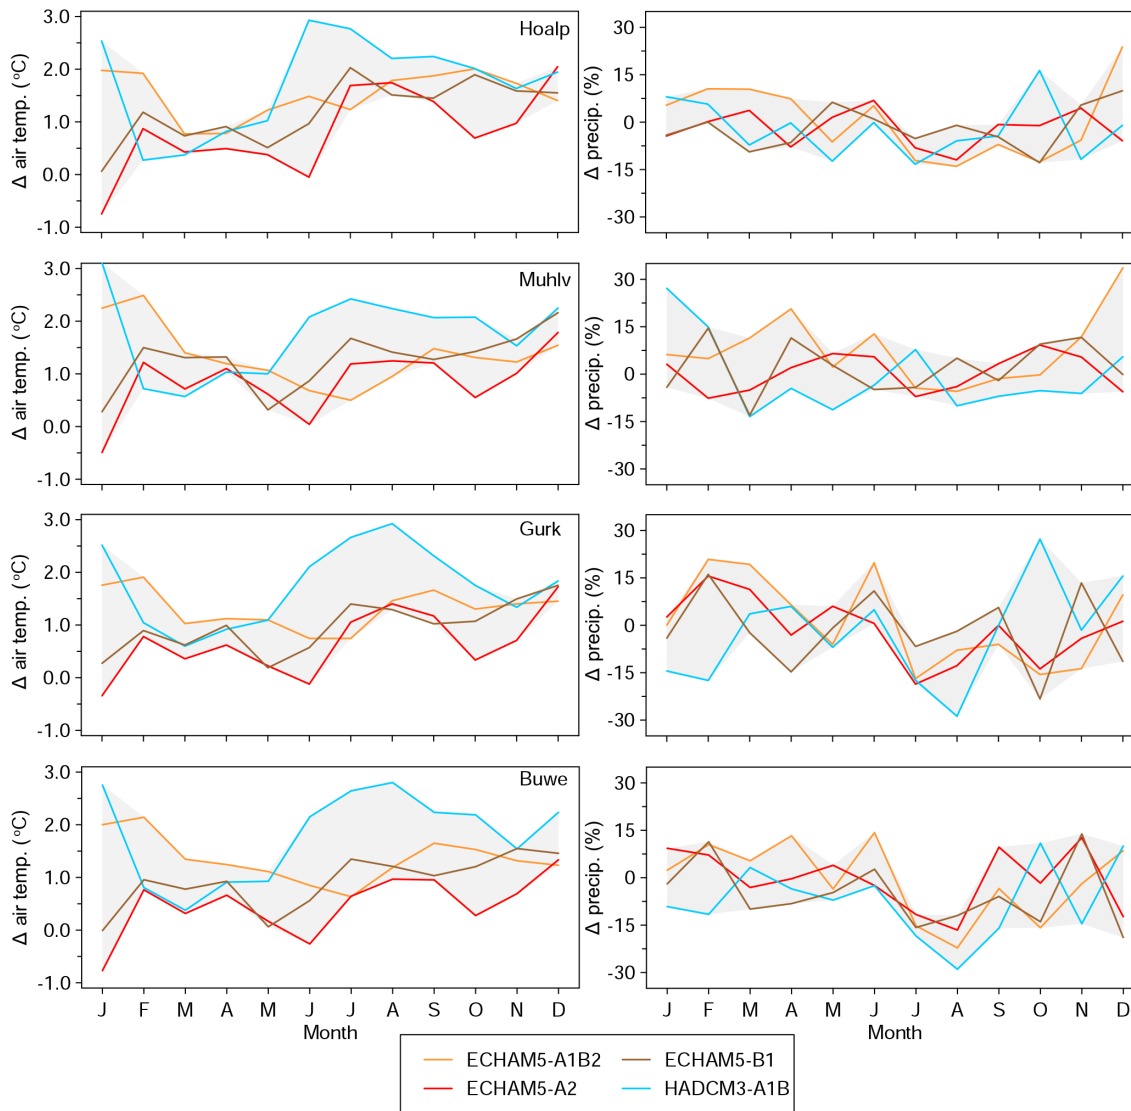 Hoalp
Δ air temp. (°C)
3.0
2.0
1.0
0.0
-1.0
Δ precip. (%)
30
15
0
-15
-30
Muhlv
Δ air temp. (°C)
3.0
2.0
1.0
0.0
-1.0
Δ precip. (%)
30
15
0
-15
-30
Gurk
Δ air temp. (°C)
3.0
2.0
1.0
0.0
-1.0
Δ precip. (%)
30
15
0
-15
-30
Buwe
Δ air temp. (°C)
3.0
2.0
1.0
0.0
-1.0
Δ precip. (%)
30
15
0
-15
-30
J F M A M J J A S O N D
Month
J F M A M J J A S O N D
Month
ECHAM5-A1B2
ECHAM5-B1
ECHAM5-A2
HADCM3-A1B